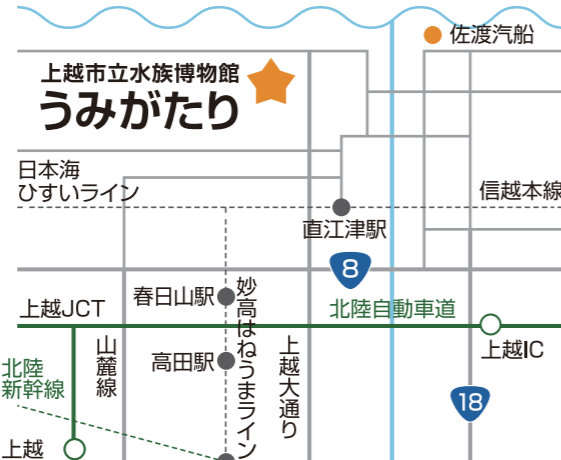 佐渡汽船
上越市立水族博物館
うみがたり
日本海
ひすいライン
信越本線
直江津駅
8
春日山駅
妙高はねうまライン
上越JCT
北陸自動車道
山麓線
高田駅
上越大通り
上越IC
北陸
新幹線
18
上越